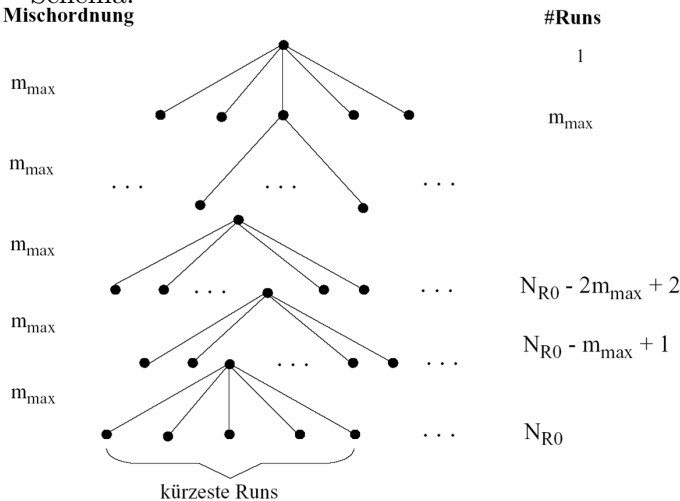 Schema:
Mischordnung #Runs
1
m_max
m_max
m_max
. . . . . . . . .
m_max
. . . . . . N_R0 - 2m_max + 2
m_max
. . . . . . N_R0 - m_max + 1
m_max
. . . N_R0
kürzeste Runs